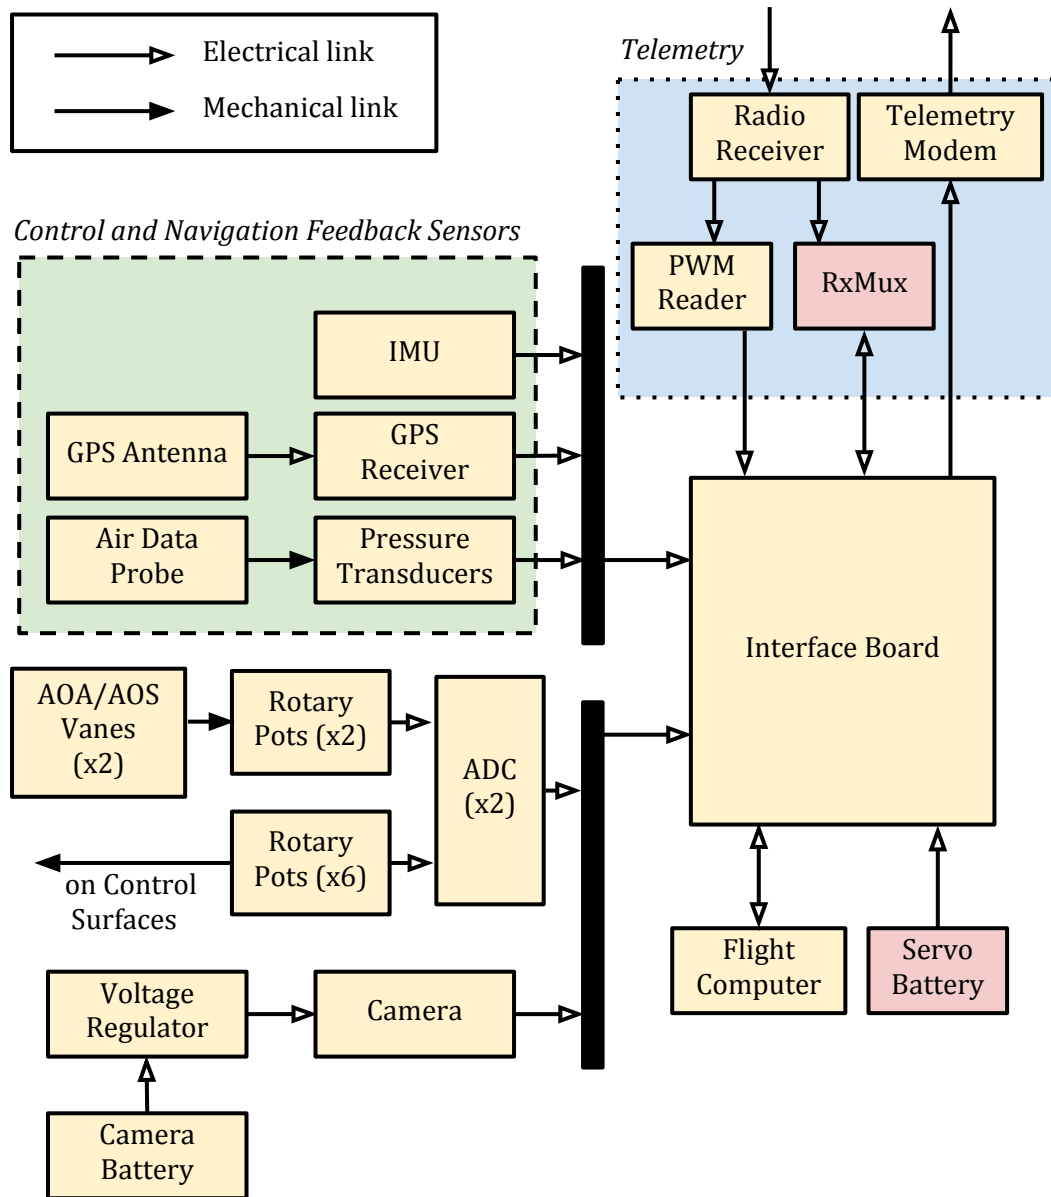 Electrical link
Mechanical link
Telemetry
Radio
Receiver
Telemetry
Modem
PWM
Reader
RxMux
Control and Navigation Feedback Sensors
IMU
GPS Antenna
GPS
Receiver
Air Data
Probe
Pressure
Transducers
Interface Board
AOA/AOS
Vanes
(x2)
Rotary
Pots (x2)
ADC
(x2)
Rotary
Pots (x6)
on Control
Surfaces
Flight
Computer
Servo
Battery
Voltage
Regulator
Camera
Camera
Battery